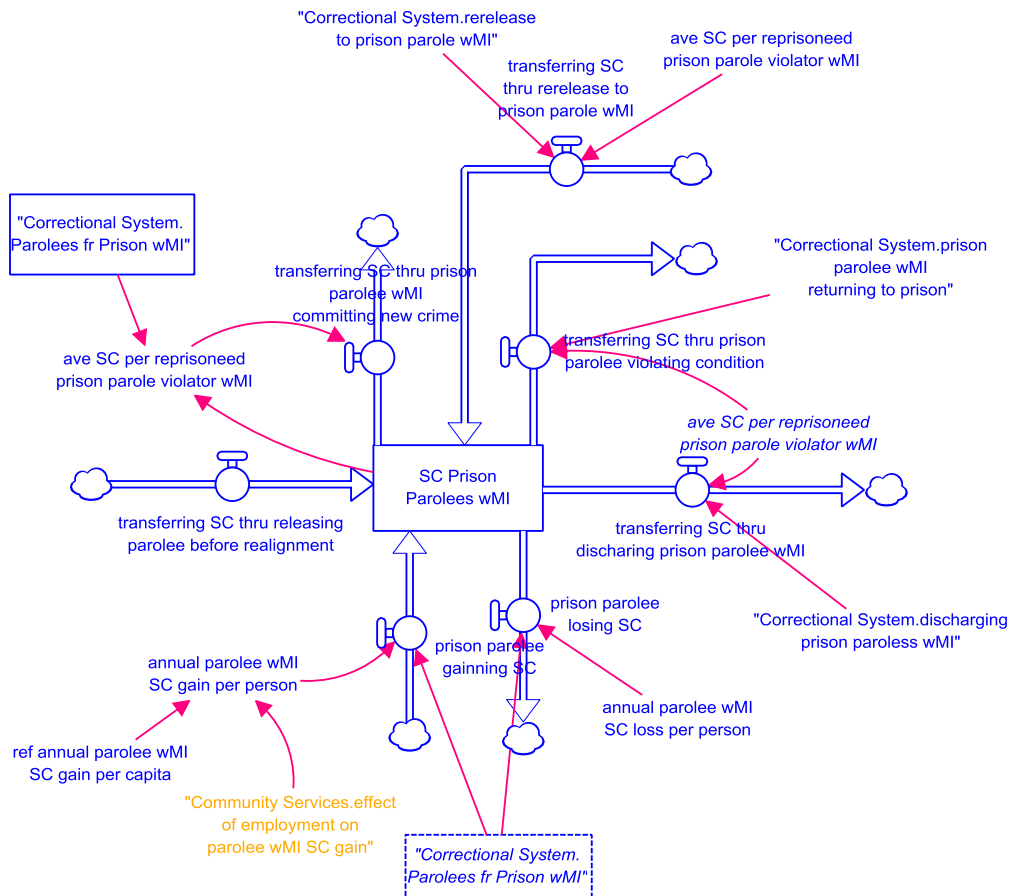 "Correctional System.rerelease
to prison parole wMI"
ave SC per reprisoneed
prison parole violator wMI
transferring SC
thru rerelease to
prison parole wMI
"Correctional System.
Parolees fr Prison wMI"
transferring SC thru prison
parolee wMI
committing new crime
"Correctional System.prison
parolee wMI
returning to prison"
ave SC per reprisoneed
prison parole violator wMI
transferring SC thru prison
parolee violating condition
ave SC per reprisoneed
prison parole violator wMI
SC Prison
Parolees wMI
transferring SC thru releasing
parolee before realignment
transferring SC thru
discharing prison parolee wMI
prison parolee
losing SC
"Correctional System.discharging
prison paroless wMI"
prison parolee
gainning SC
annual parolee wMI
SC gain per person
annual parolee wMI
SC loss per person
ref annual parolee wMI
SC gain per capita
"Community Services.effect
of employment on
parolee wMI SC gain"
"Correctional System.
Parolees fr Prison wMI"